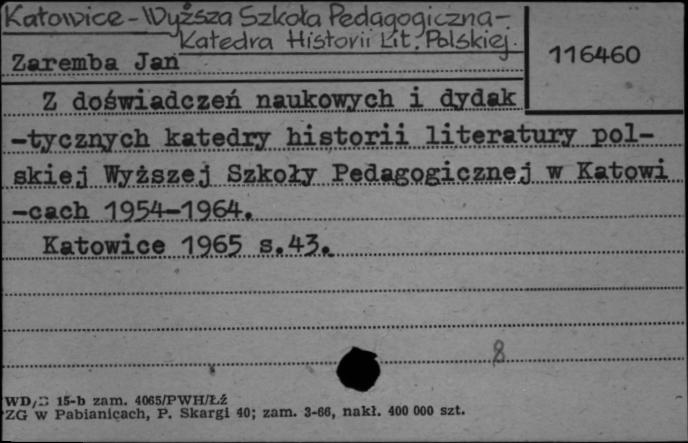 Katowice - Wyższa Szkoła Pedagogiczna -
Katedra Historii Lit. Polskiej.
116460
Zaremba Jan
Z doświadczeń naukowych i dydak
-tycznych katedry historii literatury pol-
skiej Wyższej Szkoły Pedagogicznej w Katowi
-cach 1954-1964.
Katowice 1965 s.43.
8
15-b zam. 4065/PWH/Łź
ZG w Pabianicach, P. Skargi 40; zam. 3-66, nakł. 400 000 szt.